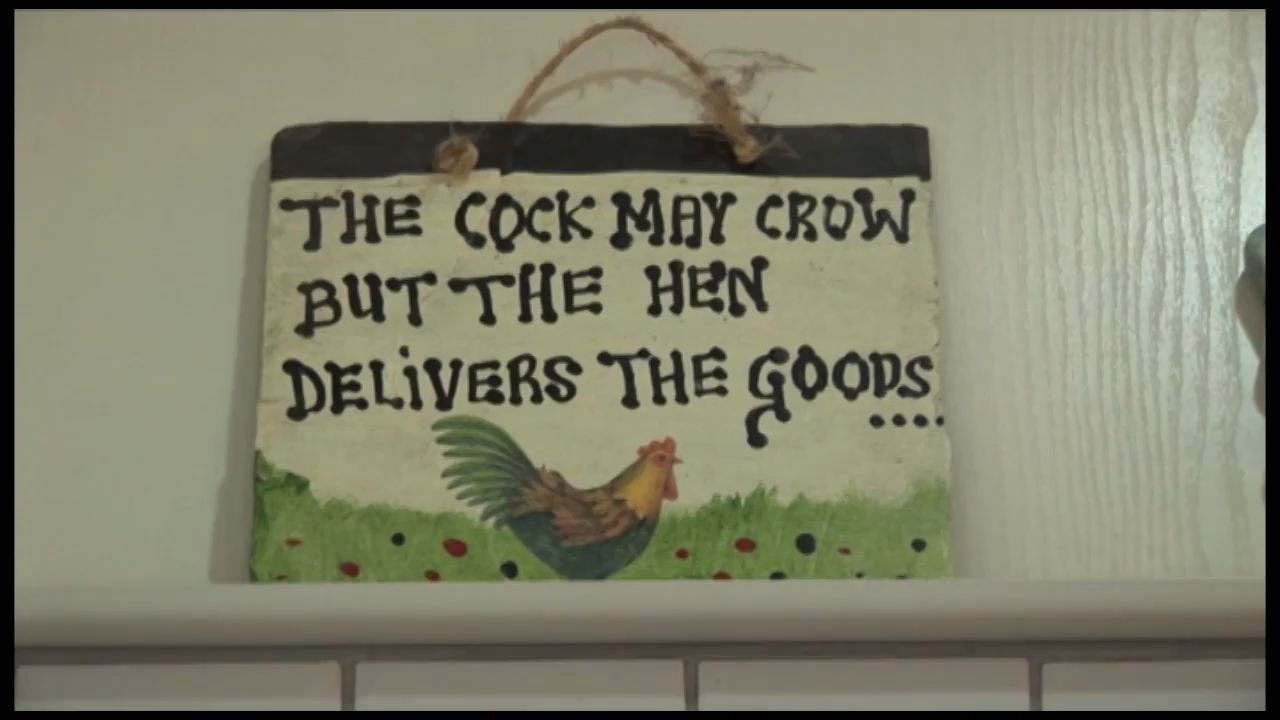 THE COCK MAY CROW
BUT THE HEN
DELiVERS THE GOODS....